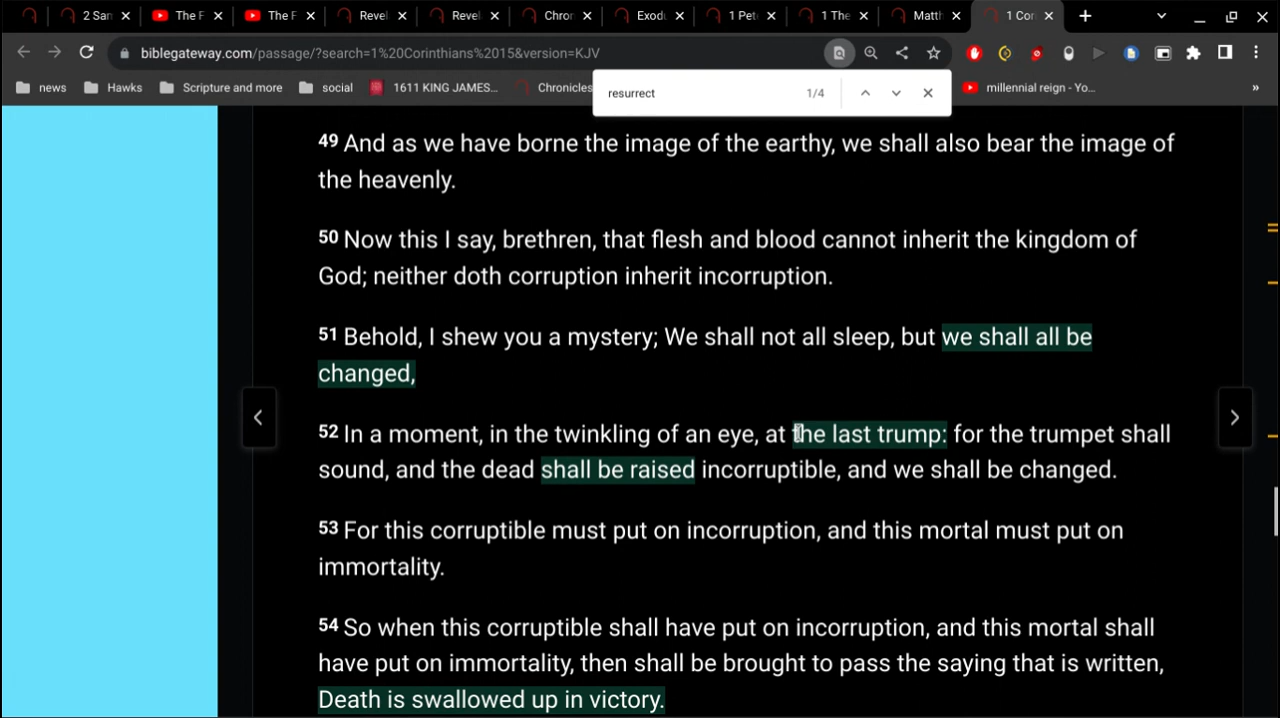 2 San
The F
The F
Revel
Revel
Chron
Exodu
1 Pet
1 The
Matth
1 Cor
biblegateway.com/passage/?search=1%20Corinthians%2015&version=KJV
news
Hawks
Scripture and more
social
1611 KING JAMES...
Chronicles
millennial reign - Yo...
»
resurrect 1/4
49 And as we have borne the image of the earthy, we shall also bear the image of
the heavenly.
50 Now this I say, brethren, that flesh and blood cannot inherit the kingdom of
God; neither doth corruption inherit incorruption.
51 Behold, I shew you a mystery; We shall not all sleep, but we shall all be
changed,
52 In a moment, in the twinkling of an eye, at the last trump: for the trumpet shall
sound, and the dead shall be raised incorruptible, and we shall be changed.
53 For this corruptible must put on incorruption, and this mortal must put on
immortality.
54 So when this corruptible shall have put on incorruption, and this mortal shall
have put on immortality, then shall be brought to pass the saying that is written,
Death is swallowed up in victory.